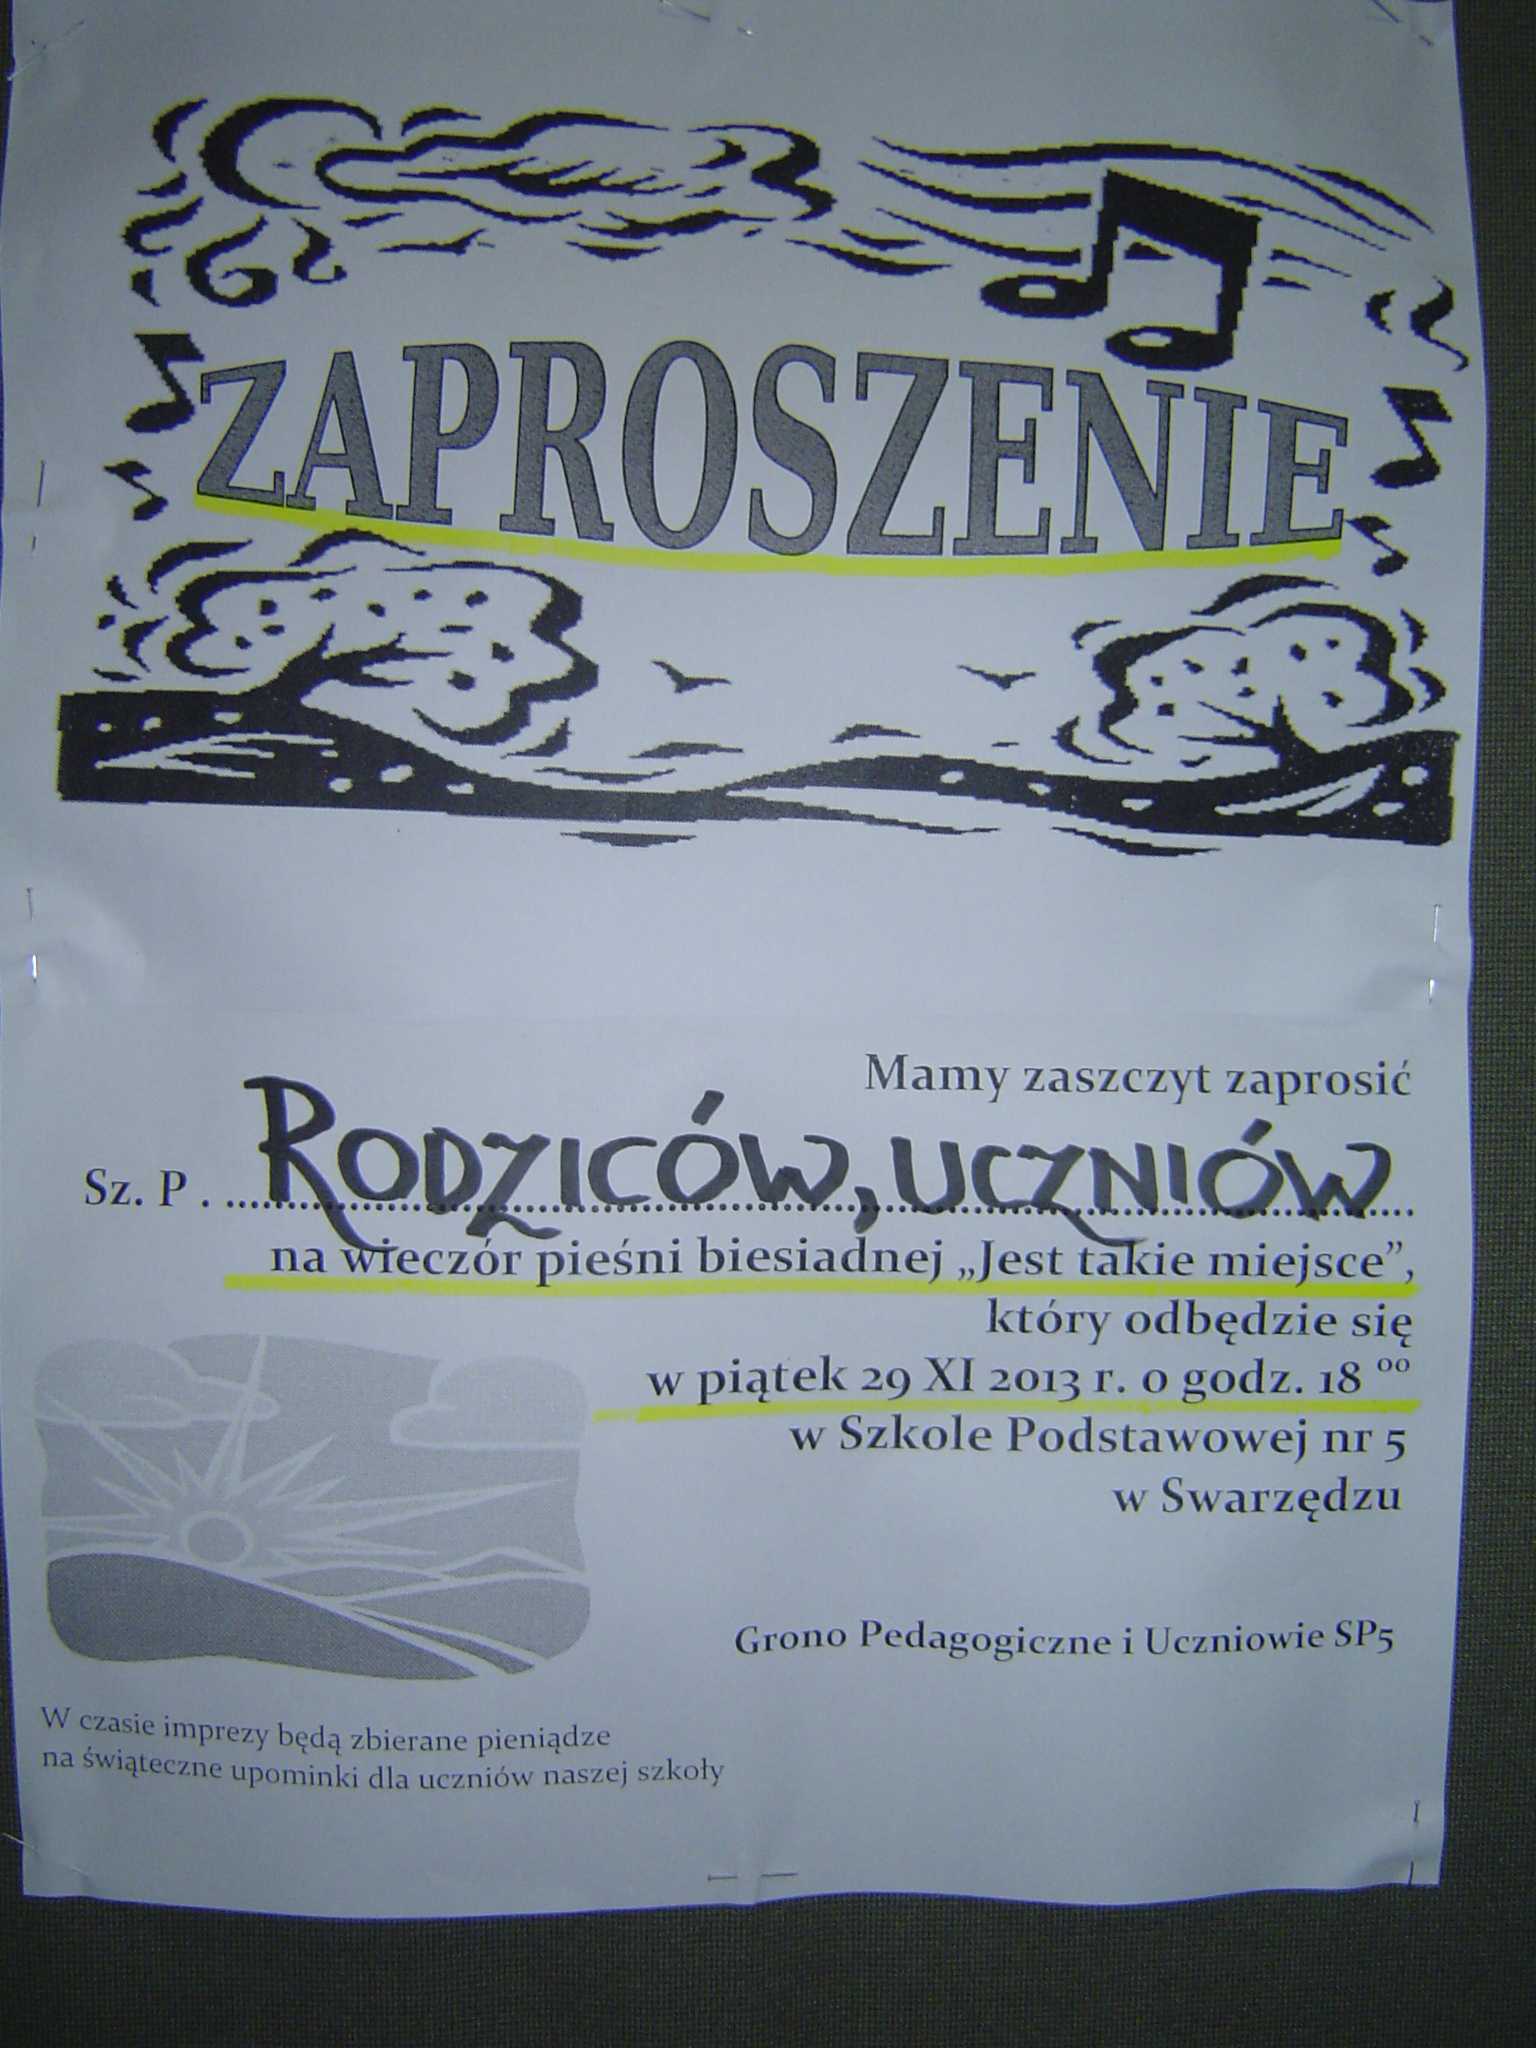 ZAPROSZENIE
Mamy zaszczyt zaprosić
Sz. P . ......RODZICÓW, UCZNIÓW......
na wieczór pieśni biesiadnej „Jest takie miejsce”,
który odbędzie się
w piątek 29 XI 2013 r. o godz. 18 ⁰⁰
w Szkole Podstawowej nr 5
w Swarzędzu
Grono Pedagogiczne i Uczniowie SP5
W czasie imprezy będą zbierane pieniądze
na świąteczne upominki dla uczniów naszej szkoły